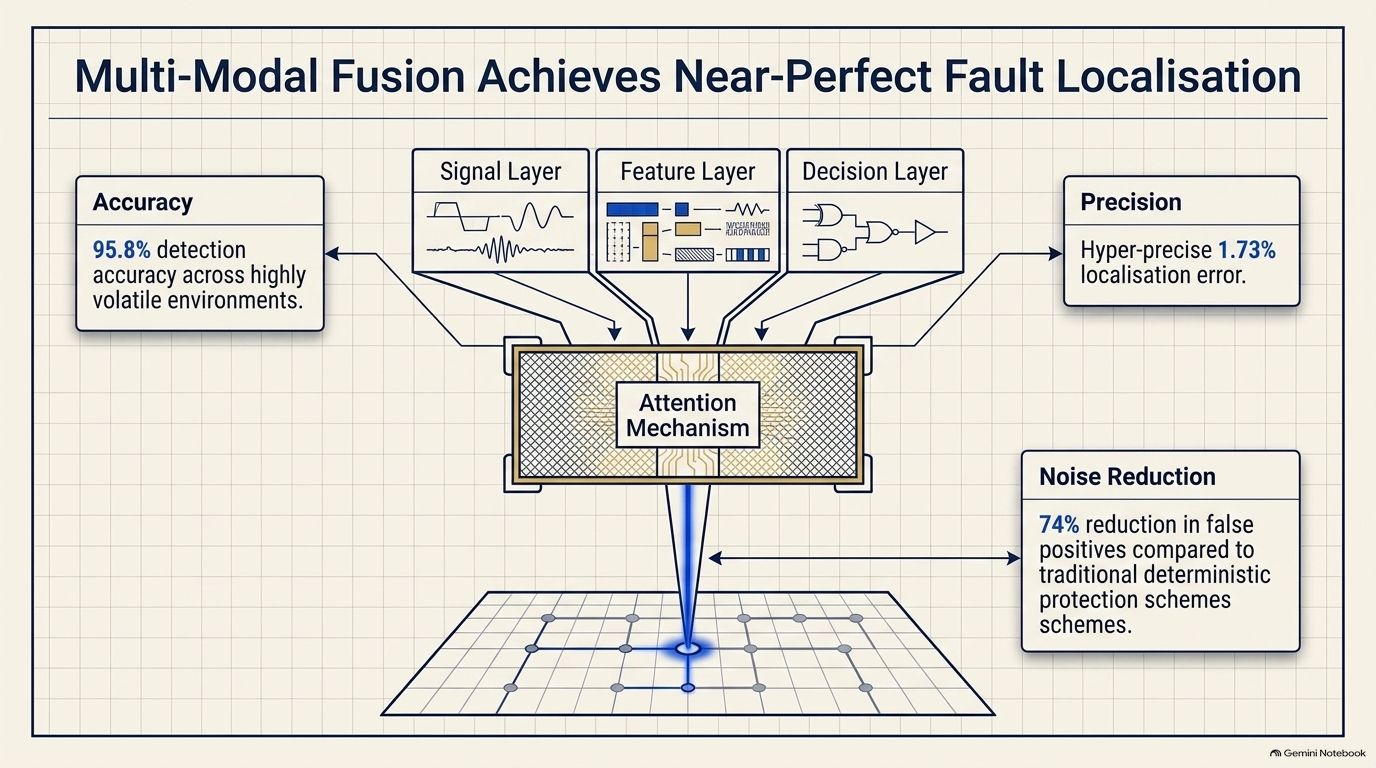 Multi-Modal Fusion Achieves Near-Perfect Fault Localisation
Signal Layer
Feature Layer
Decision Layer
Accuracy
95.8% detection
accuracy across highly
volatile environments.
Precision
Hyper-precise 1.73%
localisation error.
Attention
Mechanism
Noise Reduction
74% reduction in false
positives compared to
traditional deterministic
protection schemes
schemes.
Gemini Notebook